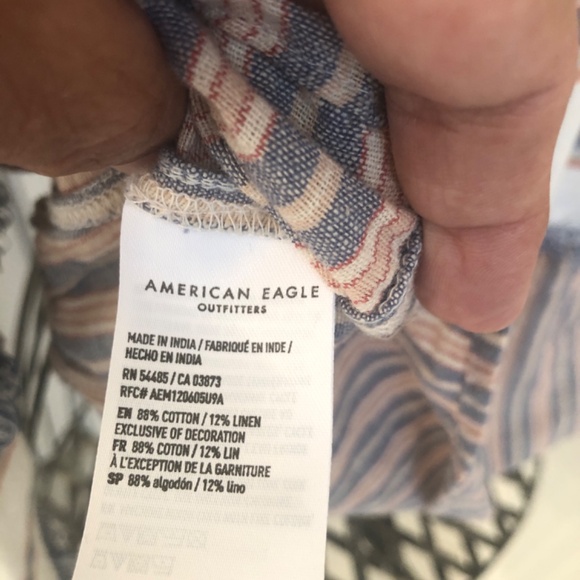 AMERICAN EAGLE
OUTFITTERS
MADE IN INDIA / FABRIQUÉ EN INDE /
HECHO EN INDIA
RN 54485 / CA 03873
RFC# AEM120605U9A
EN 88% COTTON / 12% LINEN
EXCLUSIVE OF DECORATION
FR 88% COTON / 12% LIN
À L'EXCEPTION DE LA GARNITURE
SP 88% algodón / 12% lino